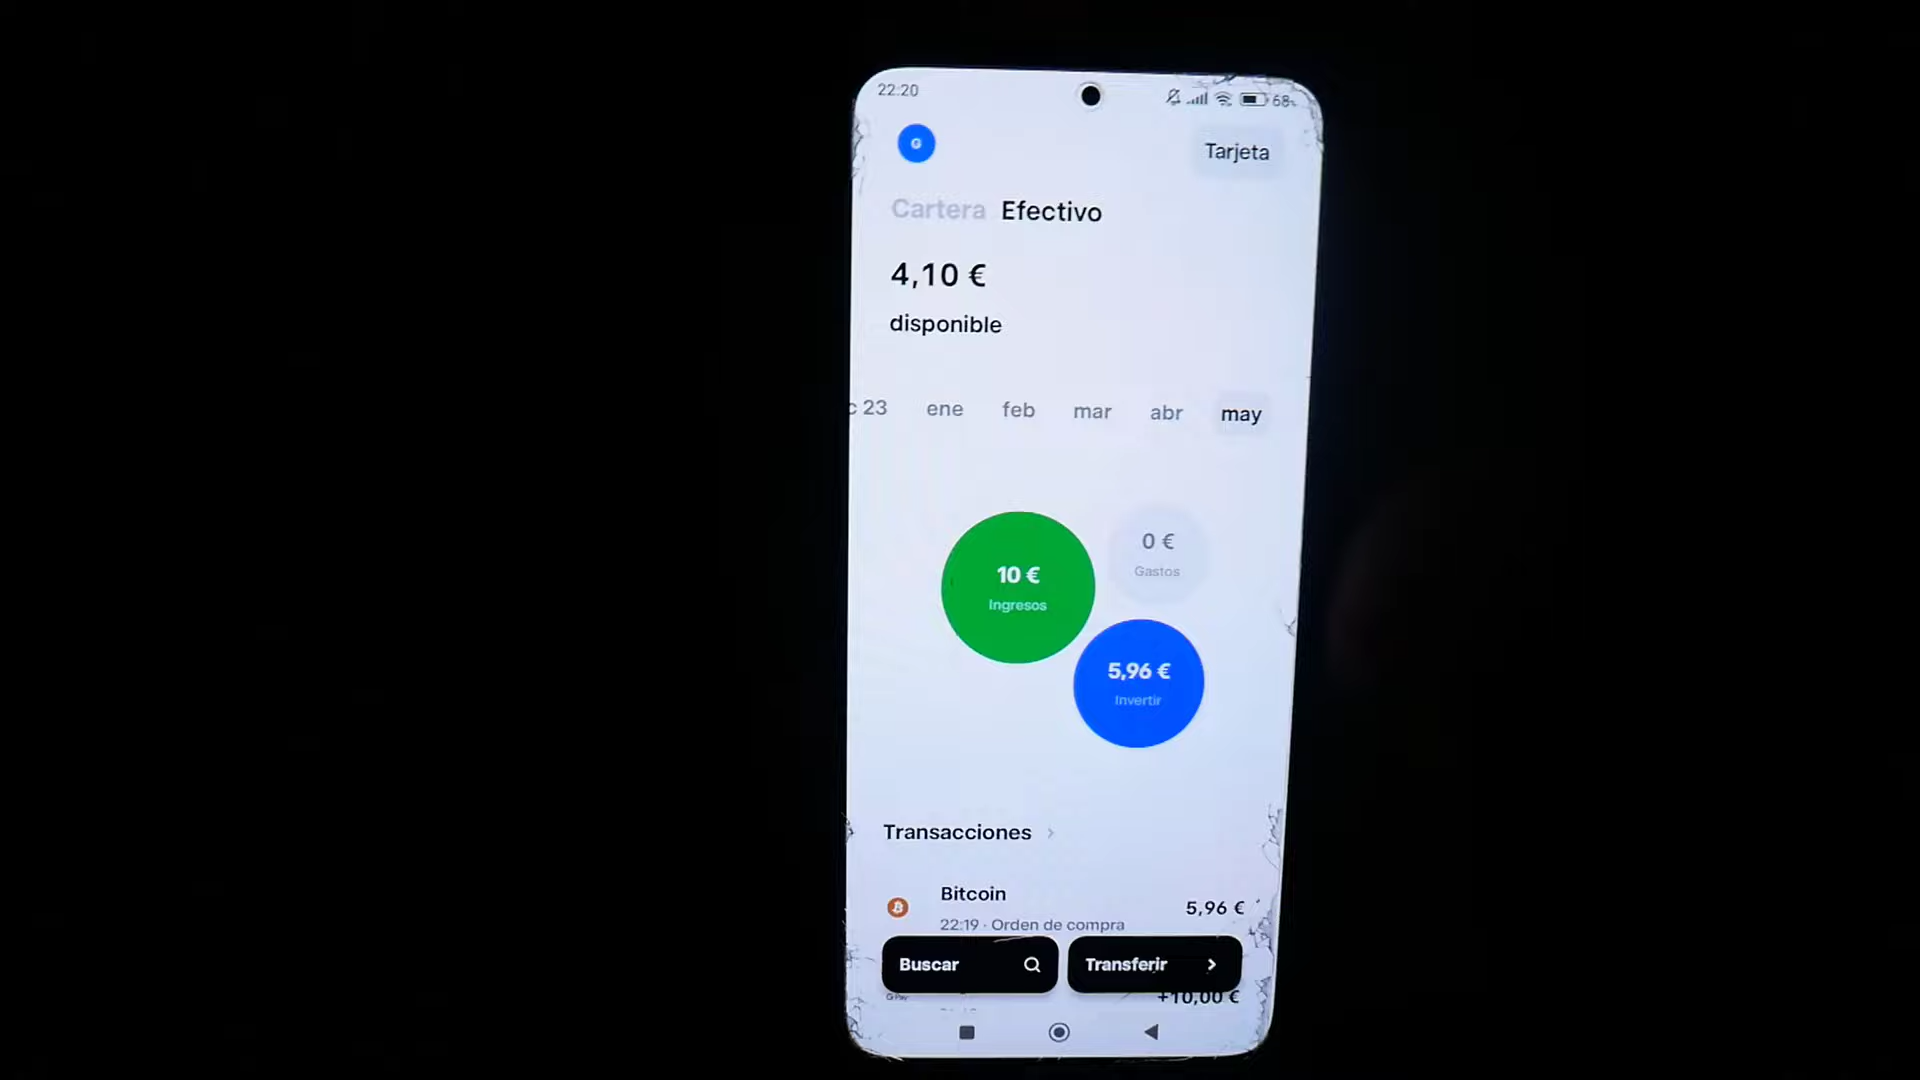 22:20
68
G
Tarjeta
Cartera Efectivo
4,10 €
disponible
c 23 ene feb mar abr may
10 €
Ingresos
0 €
Gastos
5,96 €
Invertir
Transacciones
Bitcoin
5,96 €
22:19 · Orden de compra
Buscar
Transferir
G Pay
+10,00 €